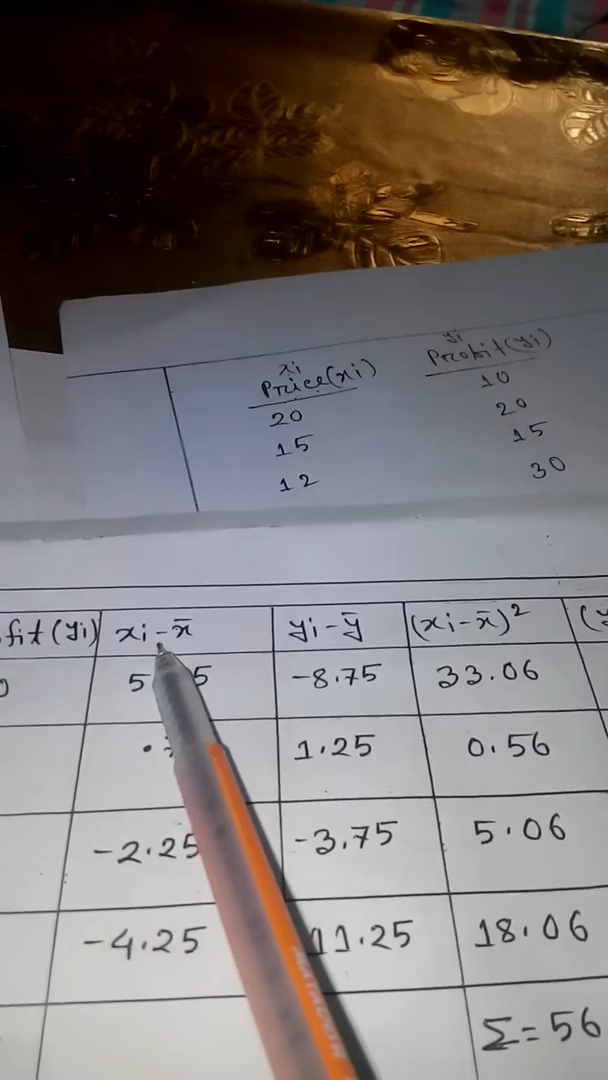 xi yi
Price(xi) Profit(yi)
20 10
15 20
12 15
30
fit(yi) xi-x̄ yi-ȳ (xi-x̄)²
-8.75 33.06
1.25 0.56
-2.25 -3.75 5.06
-4.25 11.25 18.06
Σ=56